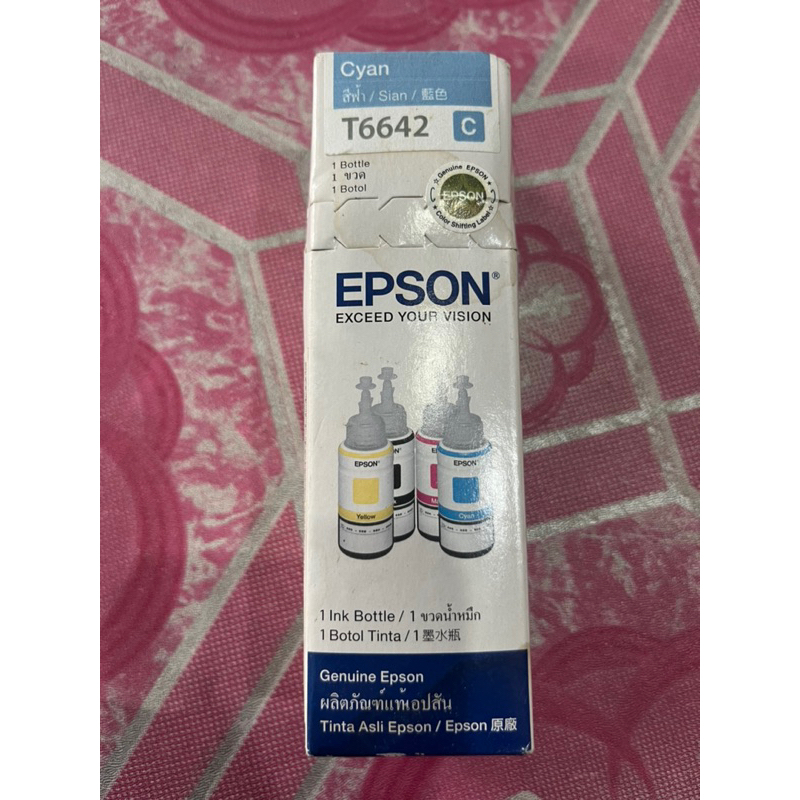 Cyan
สีฟ้า / Sian / 藍色
T6642 C
1 Bottle
1 ขวด
1 Botol
Genuine EPSON
EPSON
Color Shifting Label
EPSON®
EXCEED YOUR VISION
EPSON
Yellow
EPSON
Cyan
1 Ink Bottle / 1 ขวดน้ำหมึก
1 Botol Tinta / 1 墨水瓶
Genuine Epson
ผลิตภัณฑ์แท้เอปสัน
Tinta Asli Epson / Epson 原廠